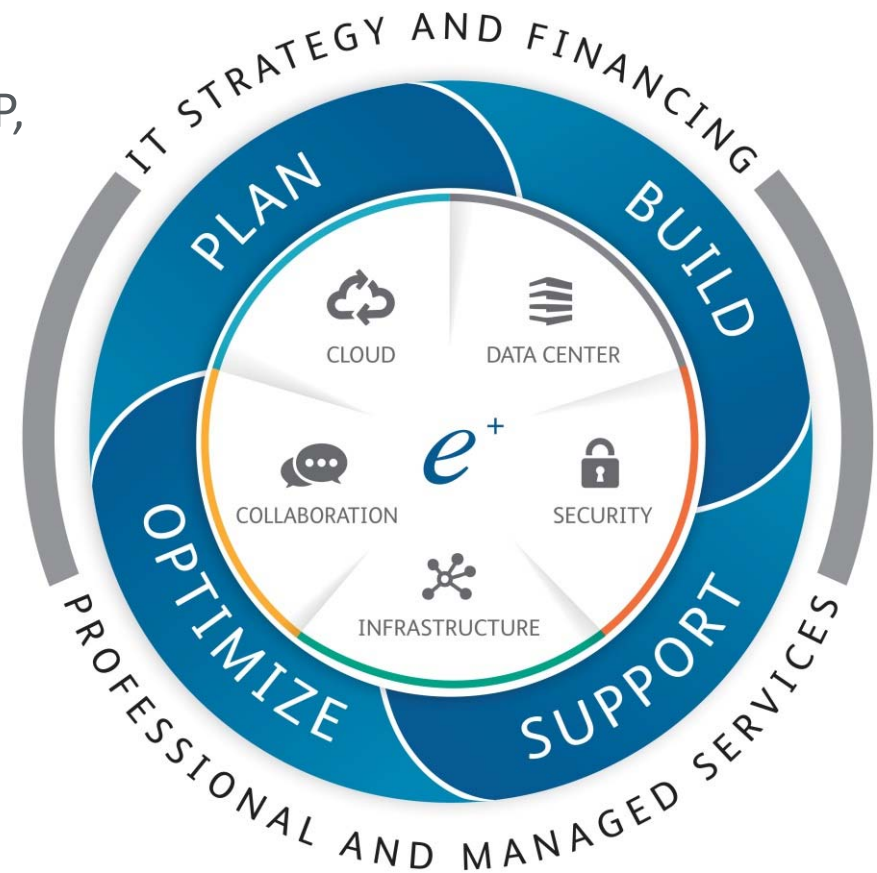 P,
IT STRATEGY AND FINANCING
PLAN
BUILD
CLOUD
DATA CENTER
e+
COLLABORATION
SECURITY
INFRASTRUCTURE
OPTIMIZE
SUPPORT
PROFESSIONAL AND MANAGED SERVICES